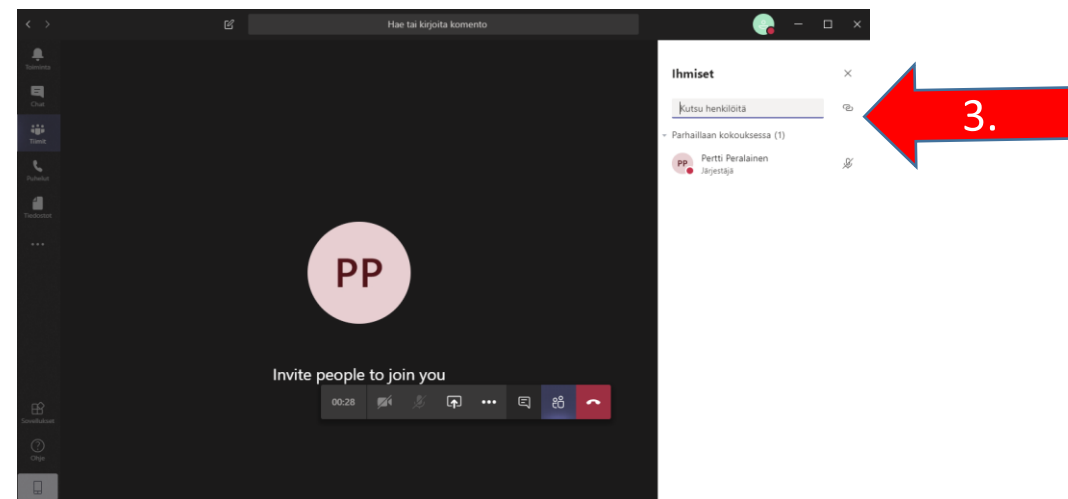 Hae tai kirjoita komento
Toiminta
Chat
Tiimit
Puhelut
Tiedostot
Sovellukset
Ohje
PP
Invite people to join you
00:28
Ihmiset
Kutsu henkilöitä
Parhaillaan kokouksessa (1)
PP
Pertti Peralainen
Järjestäjä
3.